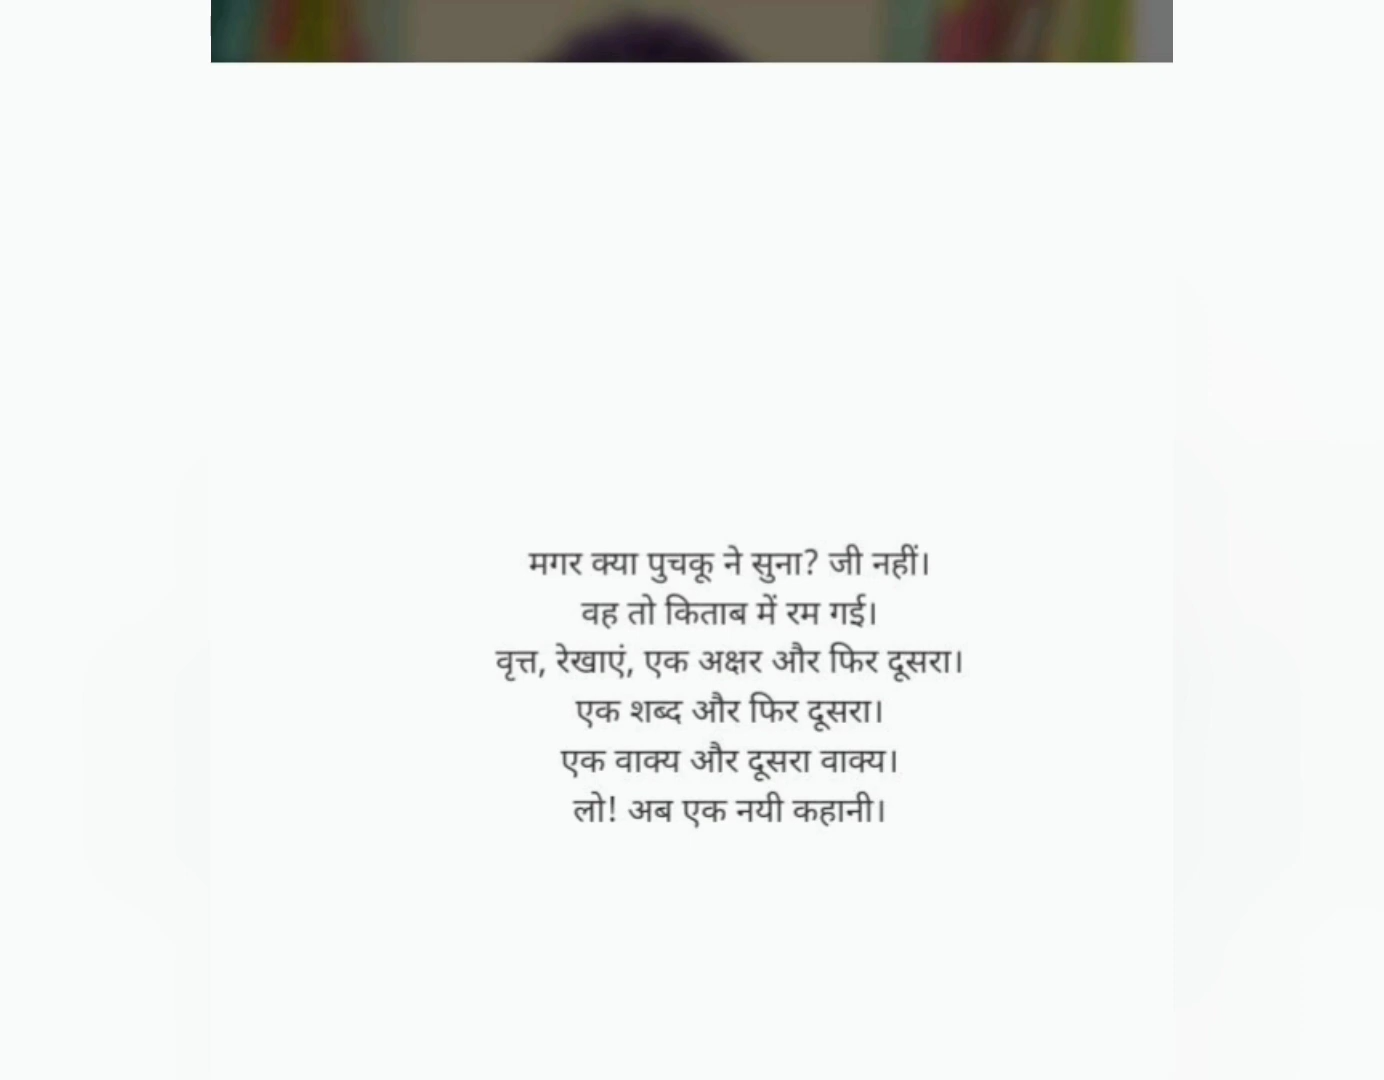 मगर क्या पुचकू ने सुना? जी नहीं।
वह तो किताब में रम गई।
वृत्त, रेखाएं, एक अक्षर और फिर दूसरा।
एक शब्द और फिर दूसरा।
एक वाक्य और दूसरा वाक्य।
लो! अब एक नयी कहानी।